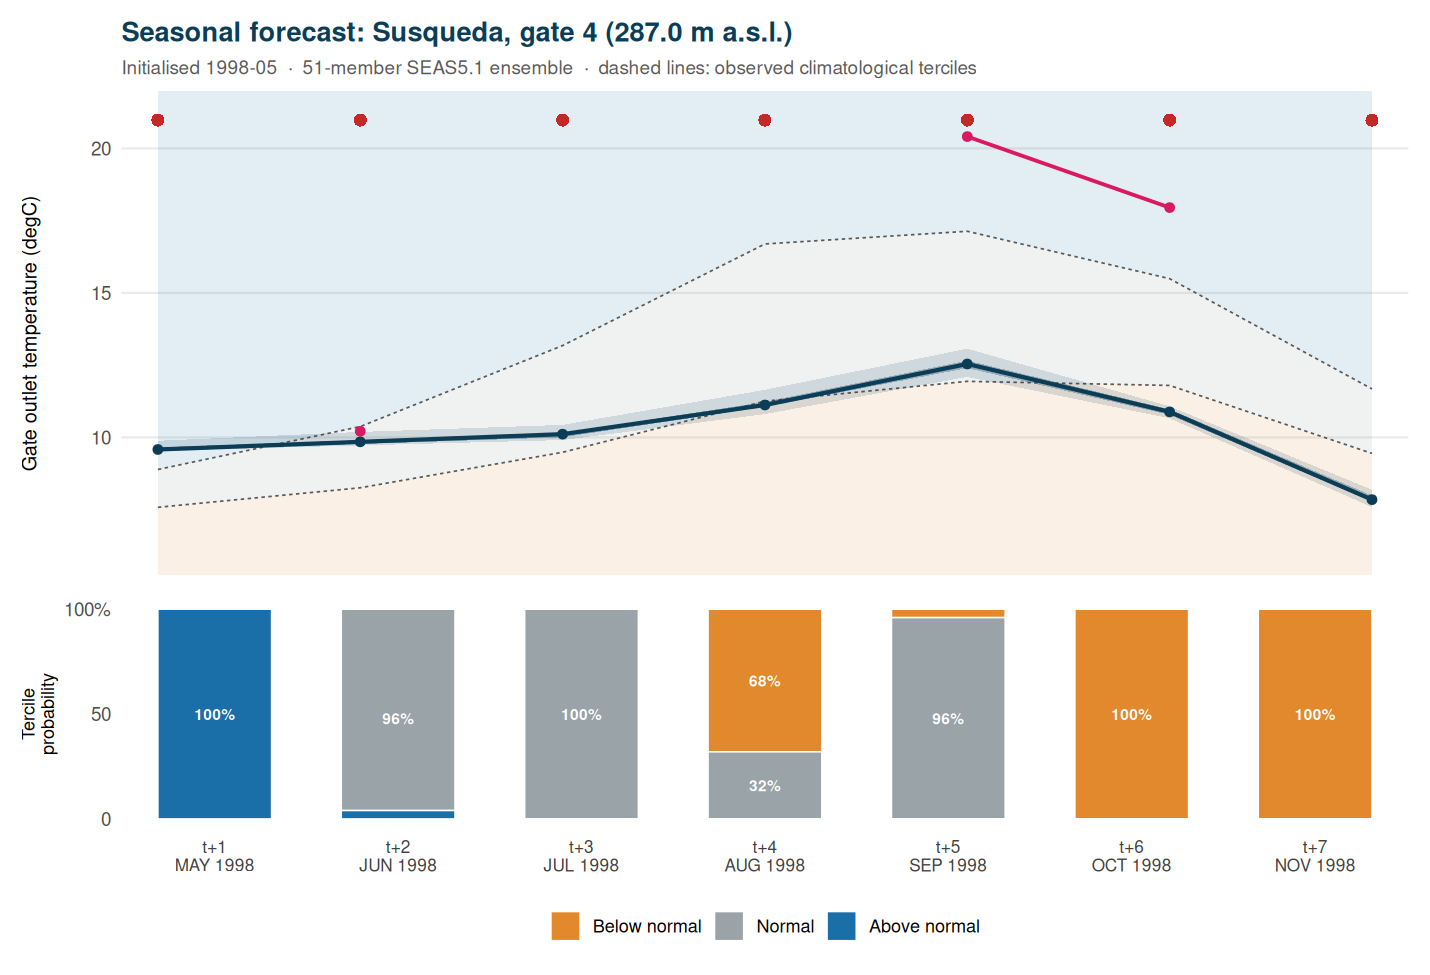 Seasonal forecast: Susqueda, gate 4 (287.0 m a.s.l.)
Initialised 1998-05 · 51-member SEAS5.1 ensemble · dashed lines: observed climatological terciles
Gate outlet temperature (degC)
20
15
10
Tercile
probability
100%
50
0
100%
96%
100%
68%
32%
96%
100%
100%
t+1
MAY 1998
t+2
JUN 1998
t+3
JUL 1998
t+4
AUG 1998
t+5
SEP 1998
t+6
OCT 1998
t+7
NOV 1998
Below normal
Normal
Above normal